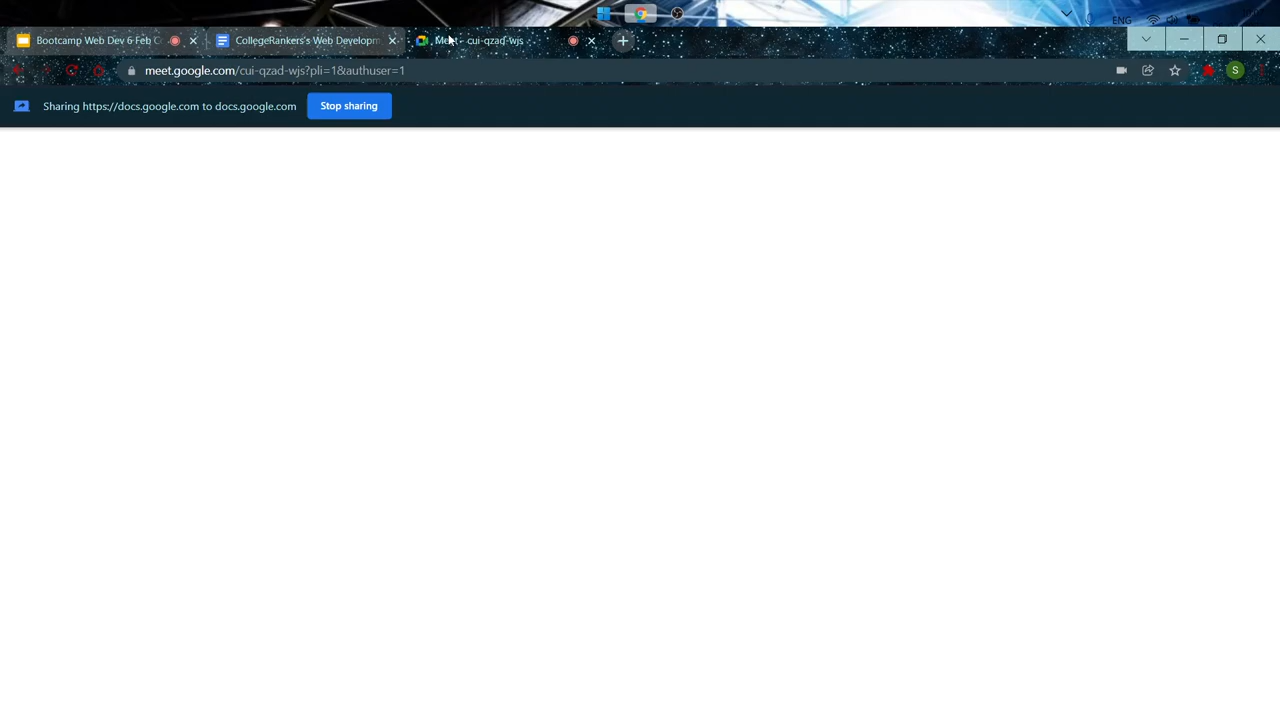 ENG
Bootcamp Web Dev 6 Feb C
CollegeRankers's Web Developm
Meet - cui-qzad-wjs
meet.google.com/cui-qzad-wjs?pli=1&authuser=1
S
Sharing https://docs.google.com to docs.google.com
Stop sharing